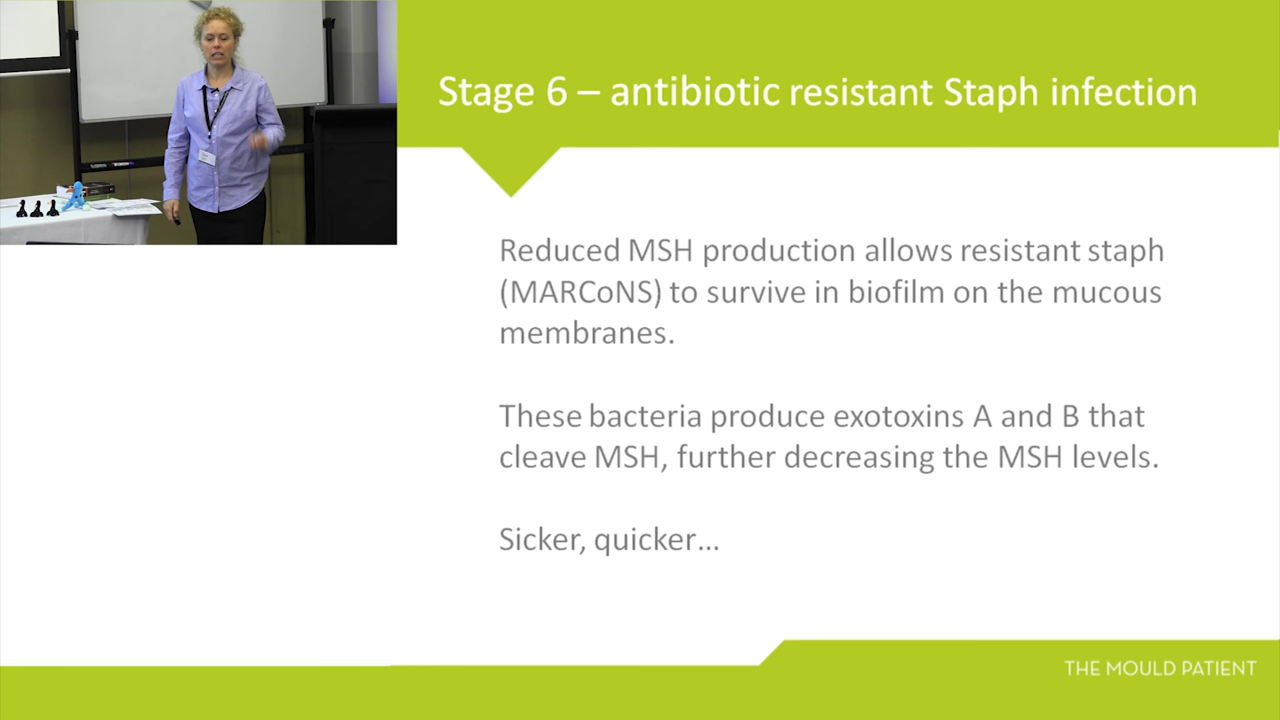 Stage 6 – antibiotic resistant Staph infection
Reduced MSH production allows resistant staph
(MARCoNS) to survive in biofilm on the mucous
membranes.
These bacteria produce exotoxins A and B that
cleave MSH, further decreasing the MSH levels.
Sicker, quicker...
THE MOULD PATIENT